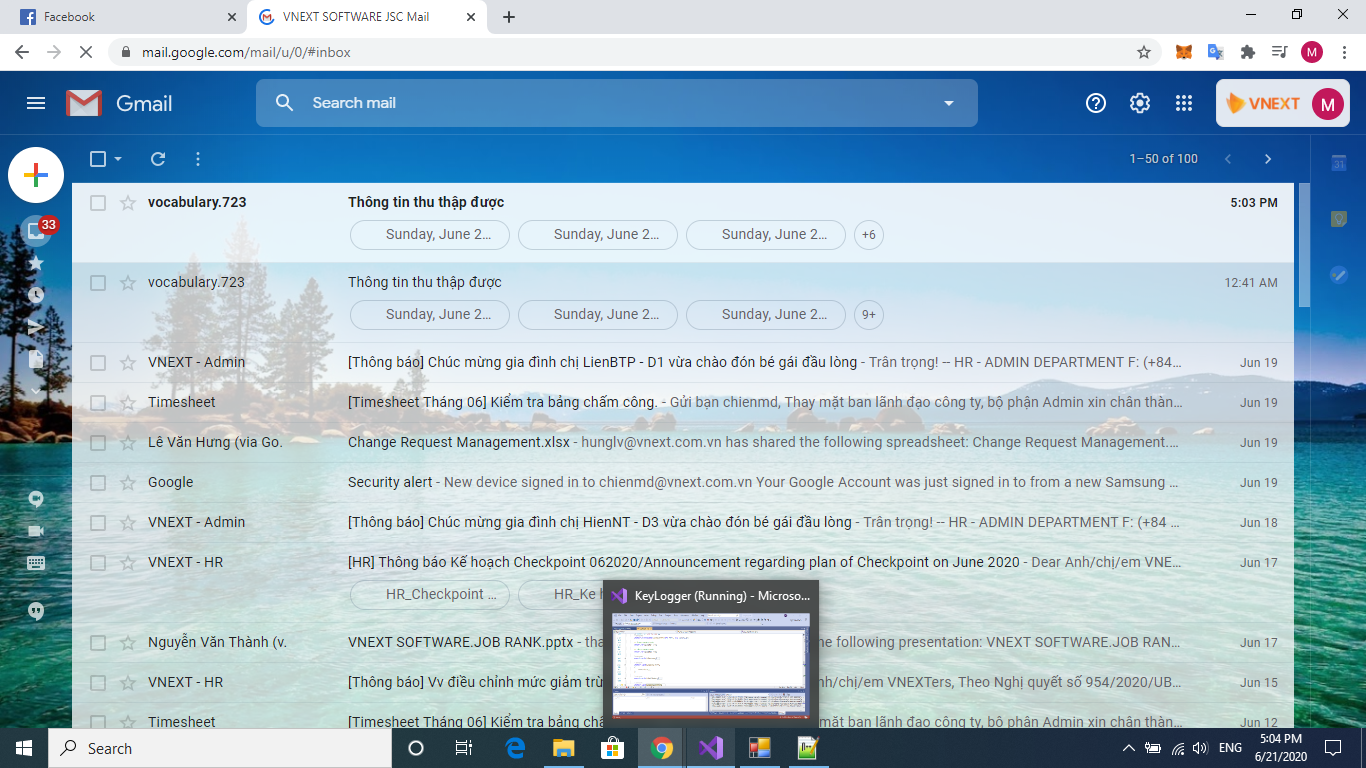 Facebook
VNEXT SOFTWARE JSC Mail
mail.google.com/mail/u/0/#inbox
M
Gmail
Search mail
VNEXT M
1–50 of 100
31
33
vocabulary.723 Thông tin thu thập được 5:03 PM
Sunday, June 2... Sunday, June 2... Sunday, June 2... +6
vocabulary.723 Thông tin thu thập được 12:41 AM
Sunday, June 2... Sunday, June 2... Sunday, June 2... 9+
VNEXT - Admin [Thông báo] Chúc mừng gia đình chị LienBTP - D1 vừa chào đón bé gái đầu lòng - Trân trọng! -- HR - ADMIN DEPARTMENT F: (+84... Jun 19
Timesheet [Timesheet Tháng 06] Kiểm tra bảng chấm công. - Gửi bạn chienmd, Thay mặt ban lãnh đạo công ty, bộ phận Admin xin chân thàn... Jun 19
Lê Văn Hưng (via Go. Change Request Management.xlsx - hunglv@vnext.com.vn has shared the following spreadsheet: Change Request Management.... Jun 19
Google Security alert - New device signed in to chienmd@vnext.com.vn Your Google Account was just signed in to from a new Samsung ... Jun 19
VNEXT - Admin [Thông báo] Chúc mừng gia đình chị HienNT - D3 vừa chào đón bé gái đầu lòng - Trân trọng! -- HR - ADMIN DEPARTMENT F: (+84 ... Jun 18
VNEXT - HR [HR] Thông báo Kế hoạch Checkpoint 062020/Announcement regarding plan of Checkpoint on June 2020 - Dear Anh/chị/em VNE... Jun 17
HR_Checkpoint ... HR_Ke
KeyLogger (Running) - Microso...
Nguyễn Văn Thành (v. VNEXT SOFTWARE.JOB RANK.pptx - the following presentation: VNEXT SOFTWARE.JOB RAN... Jun 17
VNEXT - HR [Thông báo] Vv điều chỉnh mức giảm trừ nh/chị/em VNEXTers, Theo Nghị quyết số 954/2020/UB... Jun 15
Timesheet [Timesheet Tháng 06] Kiểm tra bảng mặt ban lãnh đạo công ty, bộ phận Admin xin chân thàn... Jun 12
Search
ENG
5:04 PM
6/21/2020